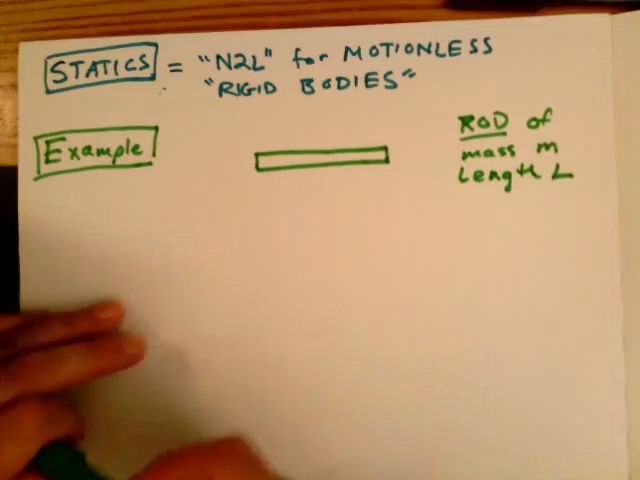 STATICS = "N2L" for MOTIONLESS
"RIGID BODIES"
Example
ROD of
mass m
Length L